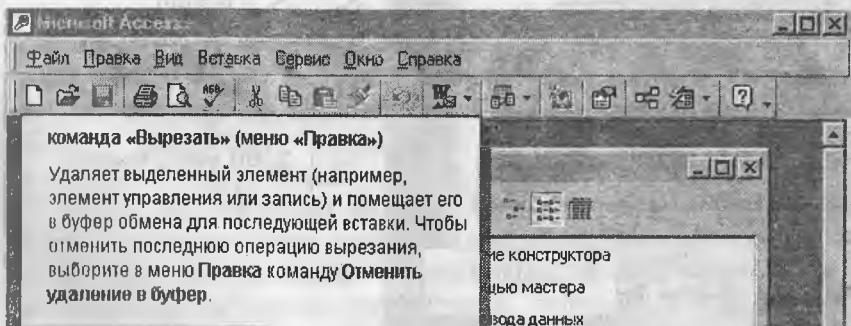 Microsoft Access
Файл Правка Вид Вставка Сервис Окно Справка
команда «Вырезать» (меню «Правка»)
Удаляет выделенный элемент (например,
элемент управления или запись) и помещает его
в буфер обмена для последующей вставки. Чтобы
отменить последнюю операцию вырезания,
выберите в меню Правка команду Отменить
удаление в буфер.
ие конструктора
щью мастера
вода данных